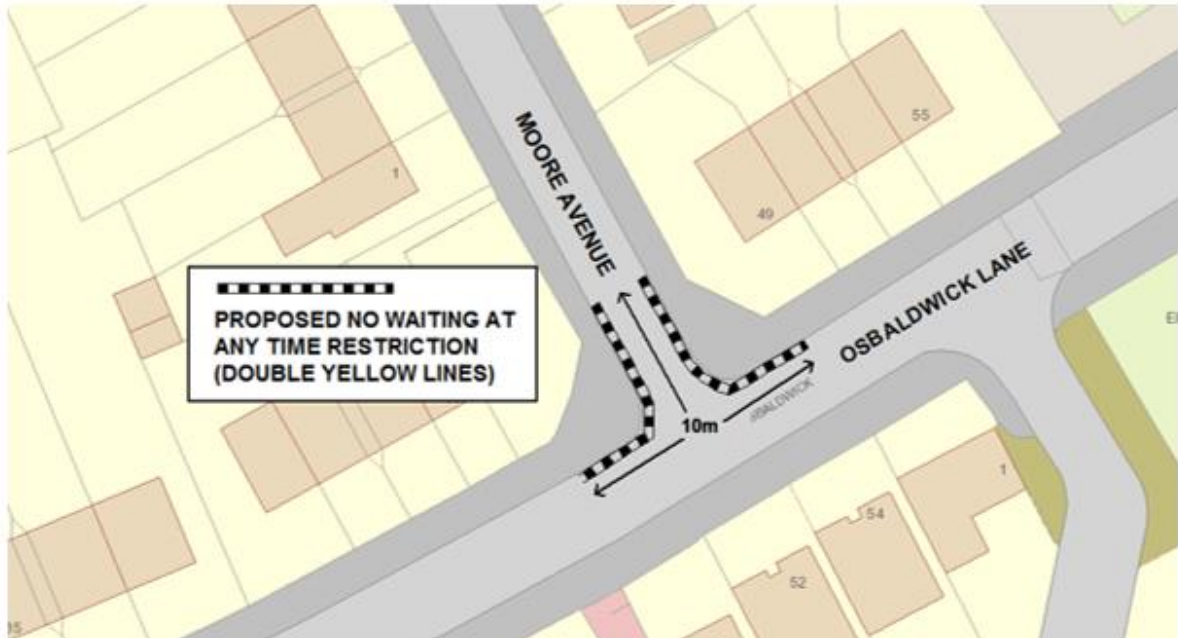 MOORE AVENUE
55
1
49
OSBALDWICK LANE
PROPOSED NO WAITING AT
ANY TIME RESTRICTION
(DOUBLE YELLOW LINES)
10m
1
54
52